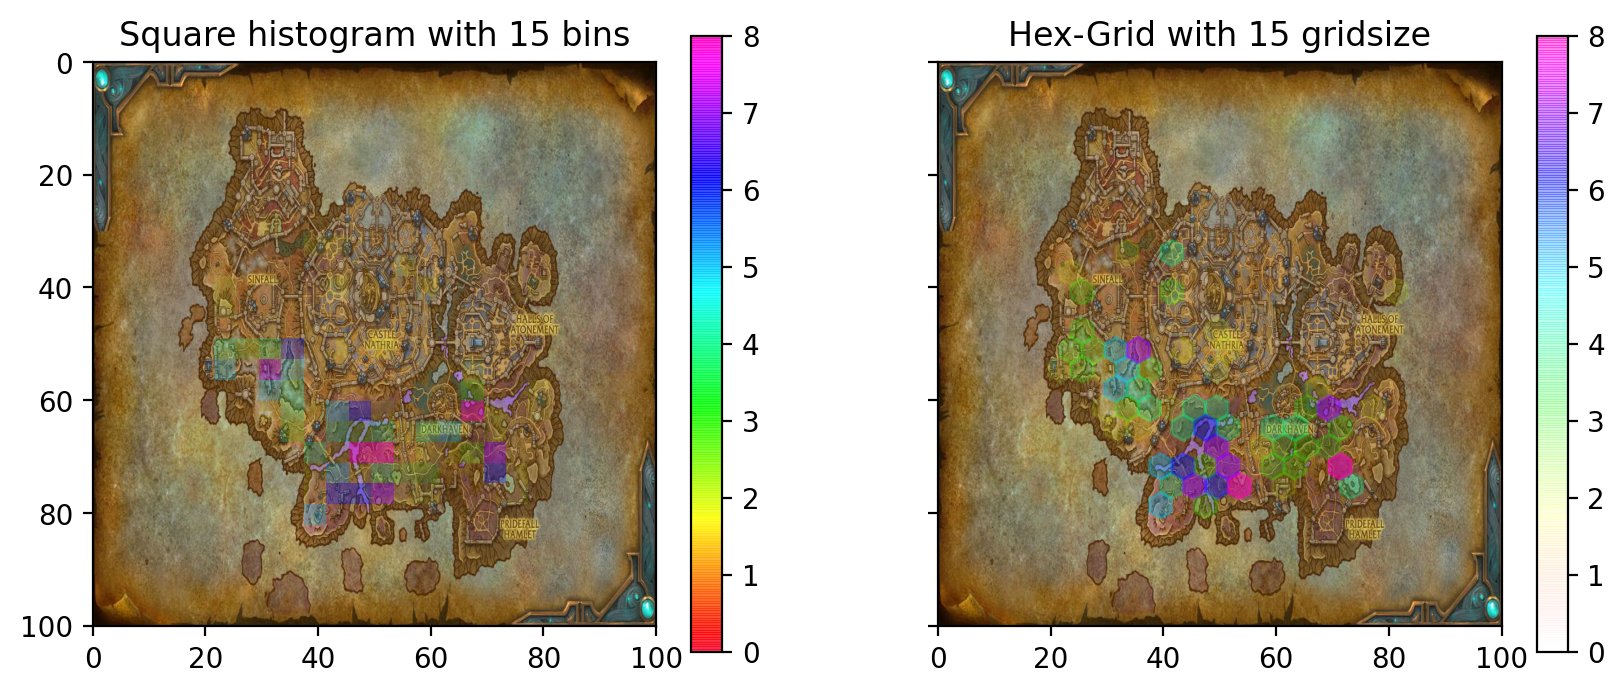 Square histogram with 15 bins
Hex-Grid with 15 gridsize
0
20
40
60
80
100
0
20
40
60
80
100
SINFALL
CASTLE
NATHRIA
HALLS OF
ATONEMENT
DARKHAVEN
PRIDEFALL
HAMLET
8
7
6
5
4
3
2
1
0
0
20
40
60
80
100
SINFALL
CASTLE
NATHRIA
HALLS OF
ATONEMENT
DARKHAVEN
PRIDEFALL
HAMLET
8
7
6
5
4
3
2
1
0